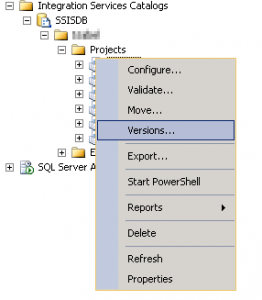 Integration Services Catalogs
SSISDB
Projects
Configure...
Validate...
Move...
Versions...
Export...
E
SQL Server A
Start PowerShell
Reports
Delete
Refresh
Properties